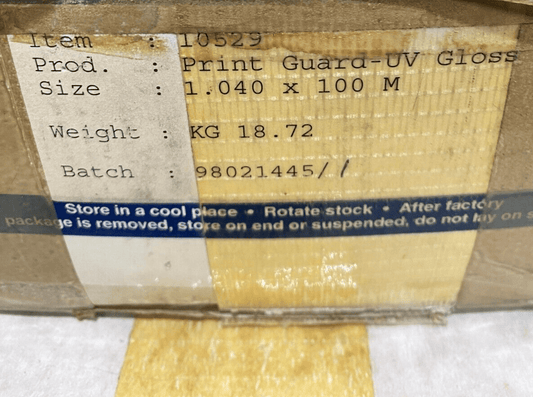 Item : 10529
Prod. : Print Guard-UV Gloss
Size : 1.040 x 100 M
Weight : KG 18.72
Batch : 98021445/1
Store in a cool place • Rotate stock • After factory
package is removed, store on end or suspended, do not lay on s